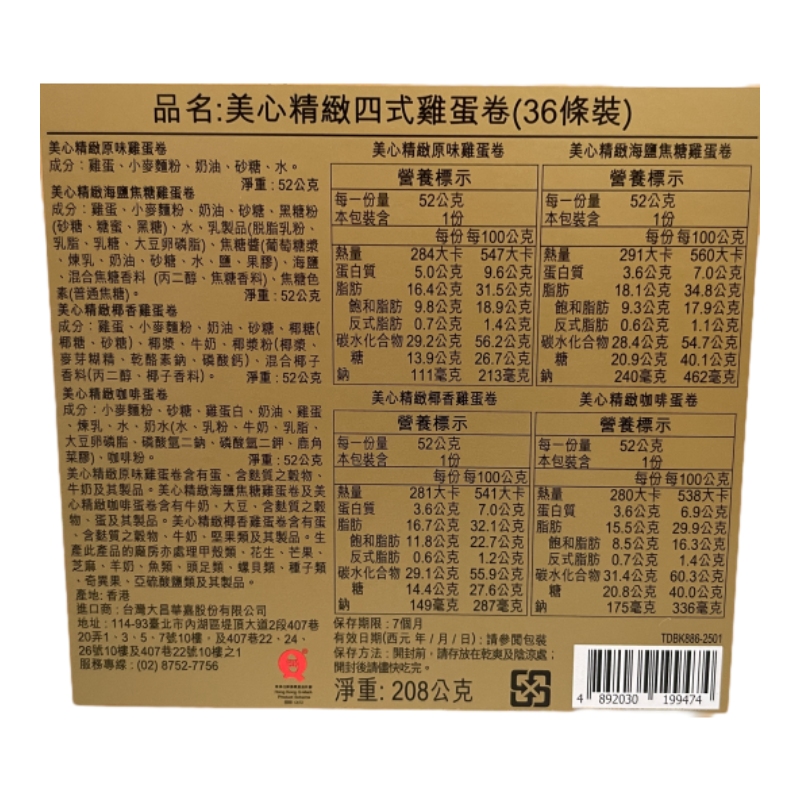 品名:美心精緻四式雞蛋卷(36條裝)
美心精緻原味雞蛋卷
成分：雞蛋、小麥麵粉、奶油、砂糖、水。
淨重：52公克
美心精緻海鹽焦糖雞蛋卷
成分：雞蛋、小麥麵粉、奶油、砂糖、黑糖粉
(砂糖、糖蜜、黑糖)、水、乳製品(脫脂乳粉、
乳脂、乳糖、大豆卵磷脂)、焦糖醬(葡萄糖漿
、煉乳、奶油、砂糖、水、鹽、果膠)、海鹽
、混合焦糖香料 (丙二醇、焦糖香料)、焦糖色
素(普通焦糖)。 淨重：52公克
美心精緻椰香雞蛋卷
成分：雞蛋、小麥麵粉、奶油、砂糖、椰糖(
椰糖、砂糖)、椰漿、牛奶、椰漿粉(椰漿、
麥芽糊精、乾酪素鈉、磷酸鈣)、混合椰子
香料(丙二醇、椰子香料)。 淨重：52公克
美心精緻咖啡蛋卷
成分：小麥麵粉、砂糖、雞蛋白、奶油、雞蛋
、煉乳、水、奶水(水、乳粉、牛奶、乳脂、
大豆卵磷脂、磷酸氫二鈉、磷酸氫二鉀、鹿角
菜膠)、咖啡粉。 淨重：52公克
美心精緻原味雞蛋卷含有蛋、含麩質之穀物、
牛奶及其製品。美心精緻海鹽焦糖雞蛋卷及美
心精緻咖啡蛋卷含有牛奶、大豆、含麩質之穀
物、蛋及其製品。美心精緻椰香雞蛋卷含有蛋
、含麩質之穀物、牛奶、堅果類及其製品。生
產此產品的廠房亦處理甲殼類、花生、芒果、
芝麻、羊奶、魚類、頭足類、螺貝類、種子類
、奇異果、亞硫酸鹽類及其製品。
產地: 香港
進口商：台灣大昌華嘉股份有限公司
地址：114-93臺北市內湖區堤頂大道2段407巷
20弄1、3、5、7號10樓，及407巷22、24、
26號10樓及407巷22號10樓之1
服務專線：(02) 8752-7756
美心精緻原味雞蛋卷
營養標示
每一份量 52公克
本包裝含 1份
每份 每100公克
熱量 284大卡 547大卡
蛋白質 5.0公克 9.6公克
脂肪 16.4公克 31.5公克
飽和脂肪 9.8公克 18.9公克
反式脂肪 0.7公克 1.4公克
碳水化合物 29.2公克 56.2公克
糖 13.9公克 26.7公克
鈉 111毫克 213毫克
美心精緻海鹽焦糖雞蛋卷
營養標示
每一份量 52公克
本包裝含 1份
每份 每100公克
熱量 291大卡 560大卡
蛋白質 3.6公克 7.0公克
脂肪 18.1公克 34.8公克
飽和脂肪 9.3公克 17.9公克
反式脂肪 0.6公克 1.1公克
碳水化合物 28.4公克 54.7公克
糖 20.9公克 40.1公克
鈉 240毫克 462毫克
美心精緻椰香雞蛋卷
營養標示
每一份量 52公克
本包裝含 1份
每份 每100公克
熱量 281大卡 541大卡
蛋白質 3.6公克 7.0公克
脂肪 16.7公克 32.1公克
飽和脂肪 11.8公克 22.7公克
反式脂肪 0.6公克 1.2公克
碳水化合物 29.1公克 55.9公克
糖 14.4公克 27.6公克
鈉 149毫克 287毫克
美心精緻咖啡蛋卷
營養標示
每一份量 52公克
本包裝含 1份
每份 每100公克
熱量 280大卡 538大卡
蛋白質 3.6公克 6.9公克
脂肪 15.5公克 29.9公克
飽和脂肪 8.5公克 16.3公克
反式脂肪 0.7公克 1.4公克
碳水化合物 31.4公克 60.3公克
糖 20.8公克 40.0公克
鈉 175毫克 336毫克
保存期限：7個月
有效日期(西元 年 / 月 / 日)：請參閱包裝
保存方法：開封前，請存放在乾爽及陰涼處；
開封後請儘快吃完。
淨重: 208公克
TDBK886-2501
4 892030 199474